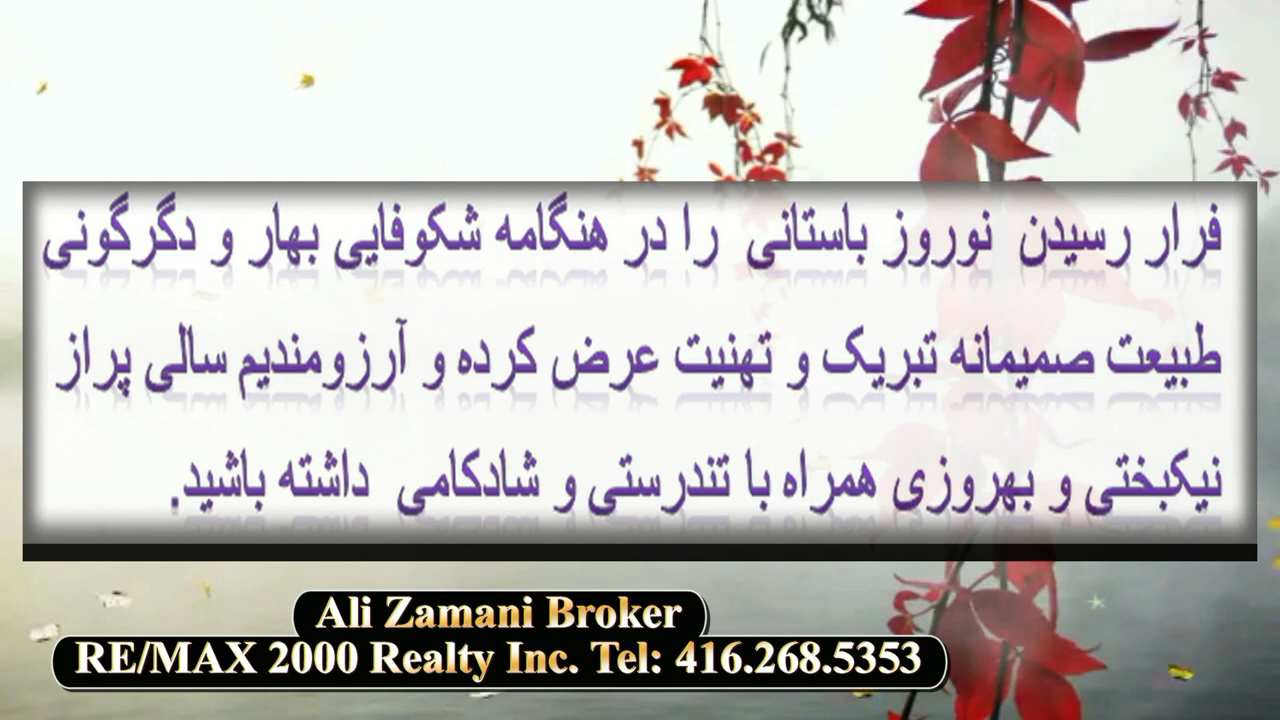 فرار رسیدن نوروز باستانی را در هنگامه شکوفایی بهار و دگرگونی
طبیعت صمیمانه تبریک و تهنیت عرض کرده و آرزومندیم سالی پراز
نیکبختی و بهروزی همراه با تندرستی و شادکامی داشته باشید.
Ali Zamani Broker
RE/MAX 2000 Realty Inc. Tel: 416.268.5353